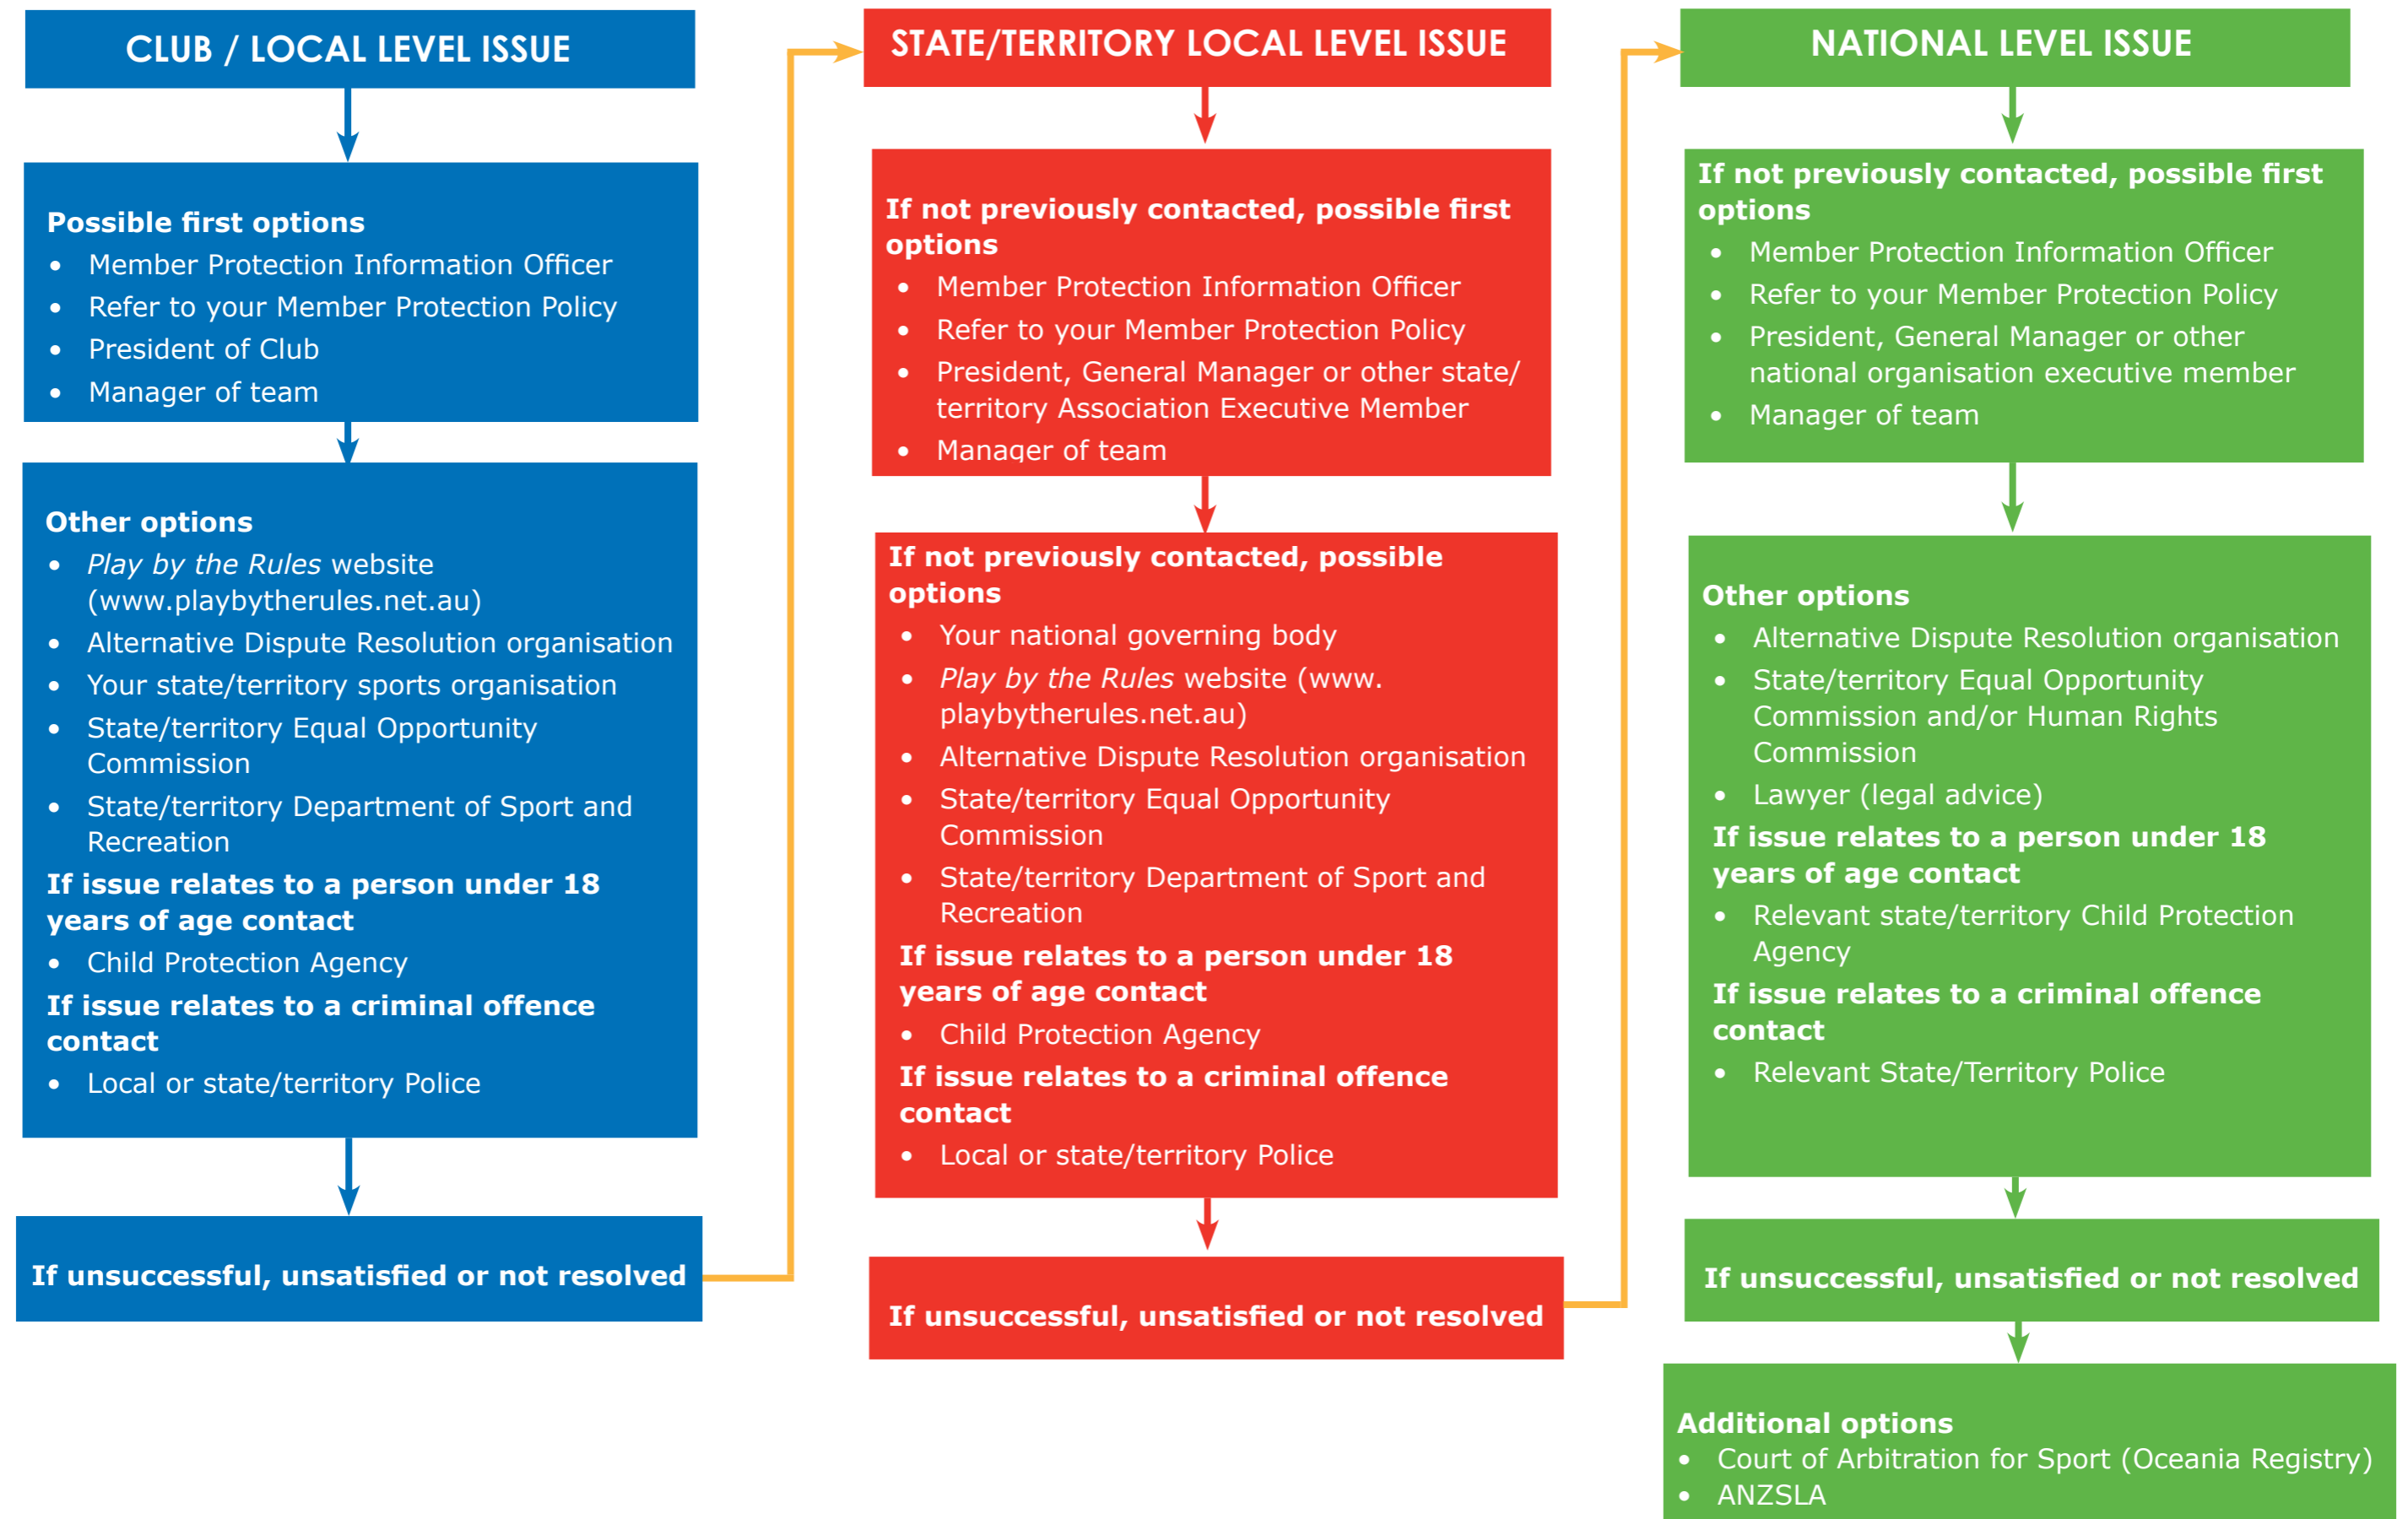 CLUB / LOCAL LEVEL ISSUE
Possible first options
• Member Protection Information Officer
• Refer to your Member Protection Policy
• President of Club
• Manager of team
Other options
• Play by the Rules website
(www.playbytherules.net.au)
• Alternative Dispute Resolution organisation
• Your state/territory sports organisation
• State/territory Equal Opportunity
Commission
• State/territory Department of Sport and
Recreation
If issue relates to a person under 18
years of age contact
• Child Protection Agency
If issue relates to a criminal offence
contact
• Local or state/territory Police
If unsuccessful, unsatisfied or not resolved
STATE/TERRITORY LOCAL LEVEL ISSUE
If not previously contacted, possible first
options
• Member Protection Information Officer
• Refer to your Member Protection Policy
• President, General Manager or other state/
territory Association Executive Member
• Manager of team
If not previously contacted, possible
options
• Your national governing body
• Play by the Rules website (www.
playbytherules.net.au)
• Alternative Dispute Resolution organisation
• State/territory Equal Opportunity
Commission
• State/territory Department of Sport and
Recreation
If issue relates to a person under 18
years of age contact
• Child Protection Agency
If issue relates to a criminal offence
contact
• Local or state/territory Police
If unsuccessful, unsatisfied or not resolved
NATIONAL LEVEL ISSUE
If not previously contacted, possible first
options
• Member Protection Information Officer
• Refer to your Member Protection Policy
• President, General Manager or other
national organisation executive member
• Manager of team
Other options
• Alternative Dispute Resolution organisation
• State/territory Equal Opportunity
Commission and/or Human Rights
Commission
• Lawyer (legal advice)
If issue relates to a person under 18
years of age contact
• Relevant state/territory Child Protection
Agency
If issue relates to a criminal offence
contact
• Relevant State/Territory Police
If unsuccessful, unsatisfied or not resolved
Additional options
• Court of Arbitration for Sport (Oceania Registry)
• ANZSLA